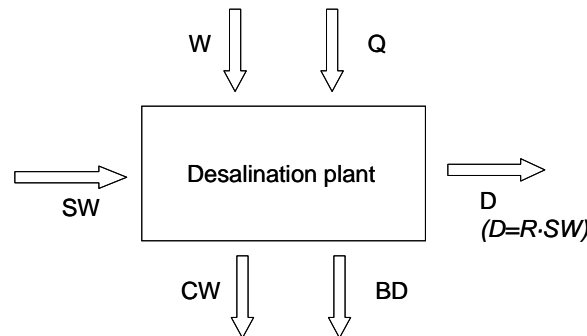 W Q
Desalination plant
SW
D
(D=R·SW)
CW BD